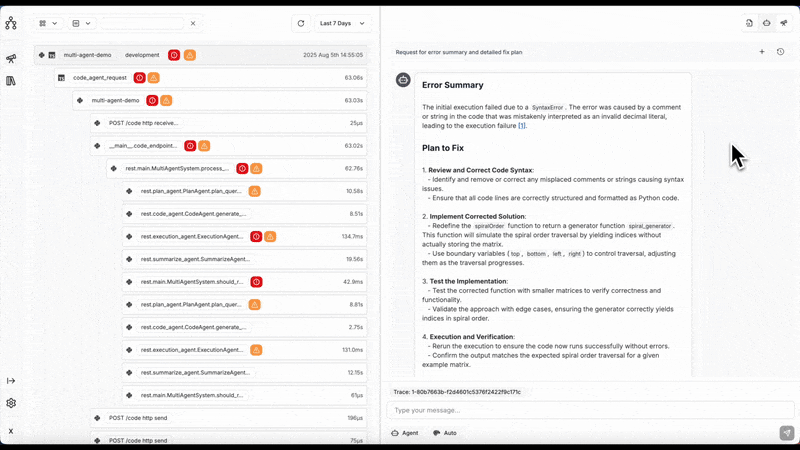 Last 7 Days
multi-agent-demo development 2025 Aug 5th 14:55:05
code_agent_request 63.06s
multi-agent-demo 63.03s
POST /code http receive... 25µs
__main__.code_endpoint... 63.02s
rest.main.MultiAgentSystem.process_... 62.76s
rest.plan_agent.PlanAgent.plan_quer... 10.58s
rest.code_agent.CodeAgent.generate_... 8.51s
rest.execution_agent.ExecutionAgent... 134.7ms
rest.summarize_agent.SummarizeAgent... 19.56s
rest.main.MultiAgentSystem.should_r... 42.9ms
rest.plan_agent.PlanAgent.plan_quer... 8.81s
rest.code_agent.CodeAgent.generate_... 2.75s
rest.execution_agent.ExecutionAgent... 131.0ms
rest.summarize_agent.SummarizeAgent... 12.15s
rest.main.MultiAgentSystem.should_r... 61µs
POST /code http send 196µs
POST /code http send 75µs
X
Request for error summary and detailed fix plan
Error Summary
The initial execution failed due to a SyntaxError. The error was caused by a comment
or string in the code that was mistakenly interpreted as an invalid decimal literal,
leading to the execution failure [1].
Plan to Fix
1. Review and Correct Code Syntax:
- Identify and remove or correct any misplaced comments or strings causing syntax
issues.
- Ensure that all code lines are correctly structured and formatted as Python code.
2. Implement Corrected Solution:
- Redefine the spiralOrder function to return a generator function spiral_generator.
This function will simulate the spiral order traversal by yielding indices without
actually storing the matrix.
- Use boundary variables (top, bottom, left, right) to control traversal, adjusting
them as the traversal progresses.
3. Test the Implementation:
- Test the corrected function with smaller matrices to verify correctness and
functionality.
- Validate the approach with edge cases, ensuring the generator correctly yields
indices in spiral order.
4. Execution and Verification:
- Rerun the execution to ensure the code now runs successfully without errors.
- Confirm the output matches the expected spiral order traversal for a given
example matrix.
Trace: 1-80b7663b-f2d4601c5376f2422f9c171c
Type your message...
Agent Auto